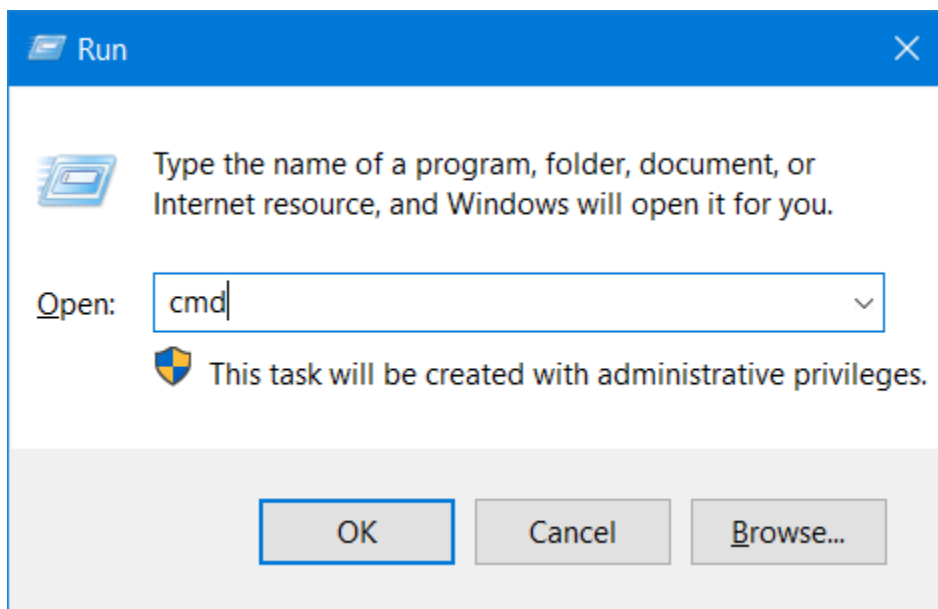 Run
Type the name of a program, folder, document, or
Internet resource, and Windows will open it for you.
Open: cmd
This task will be created with administrative privileges.
OK Cancel Browse...